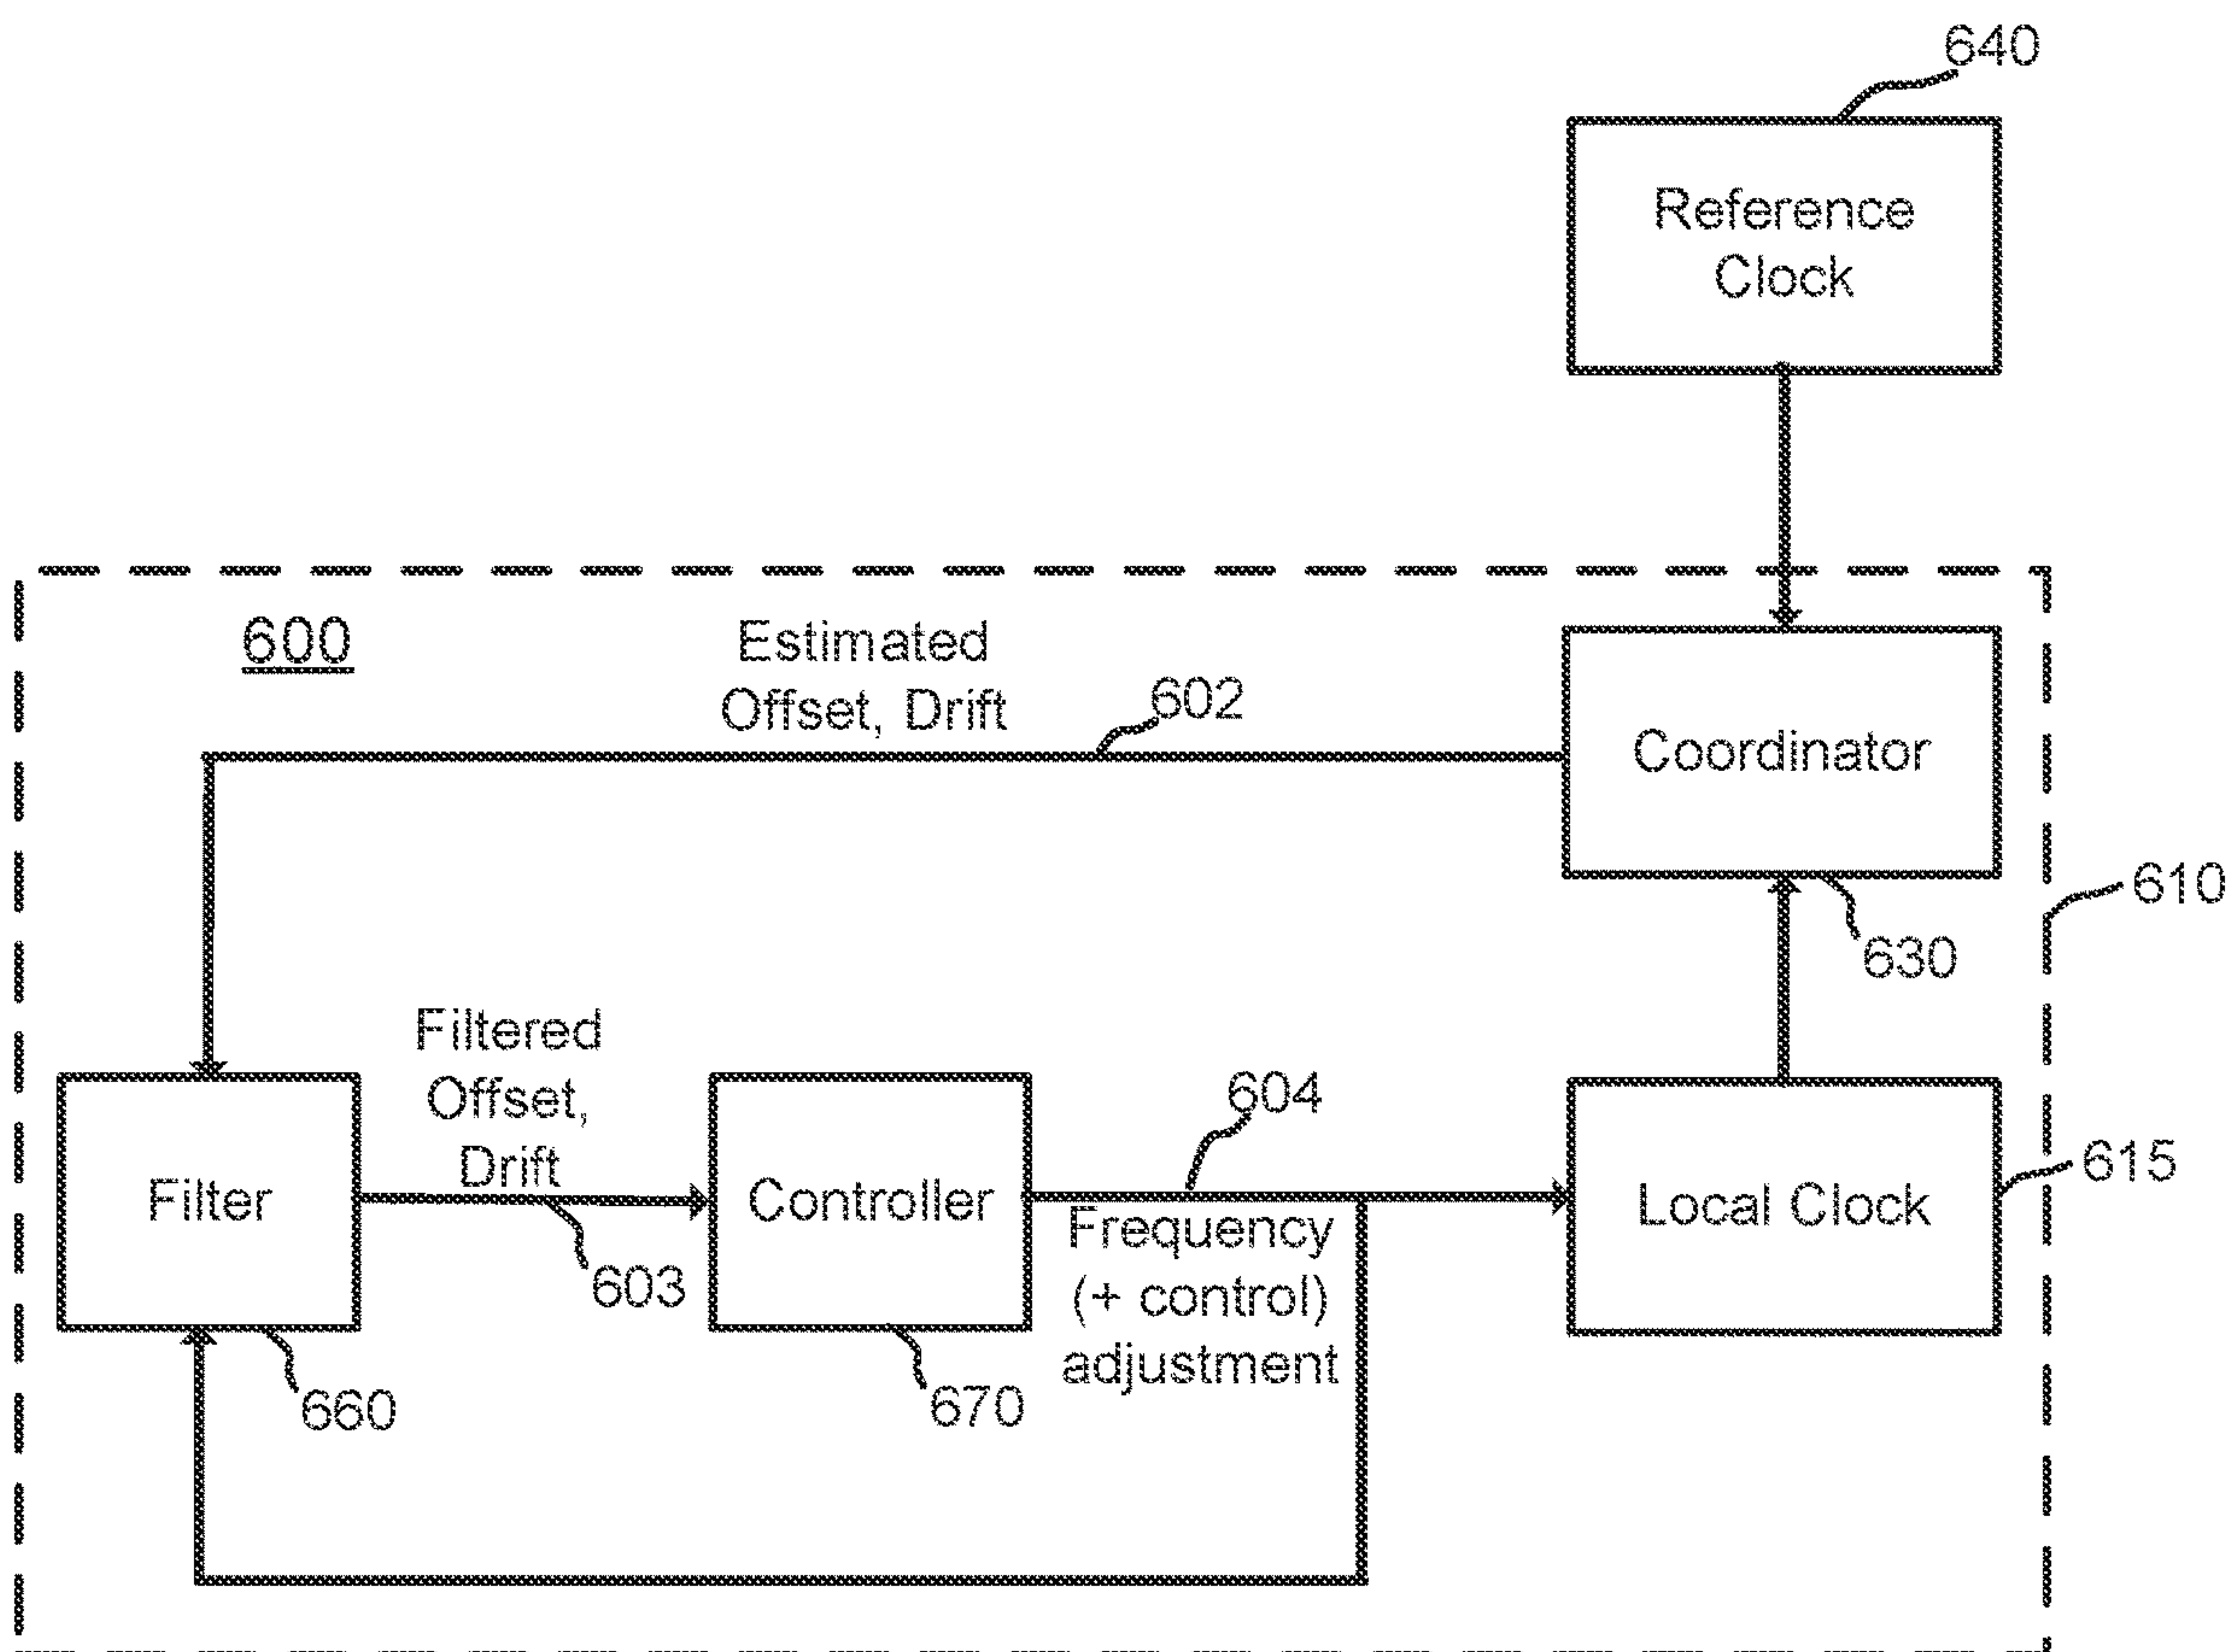 640
Reference
Clock
600
Estimated
Offset, Drift
602
Coordinator
610
630
Filtered
Offset,
Drift
604
Filter
Controller
Local Clock
615
603
Frequency
(+ control)
adjustment
660
670